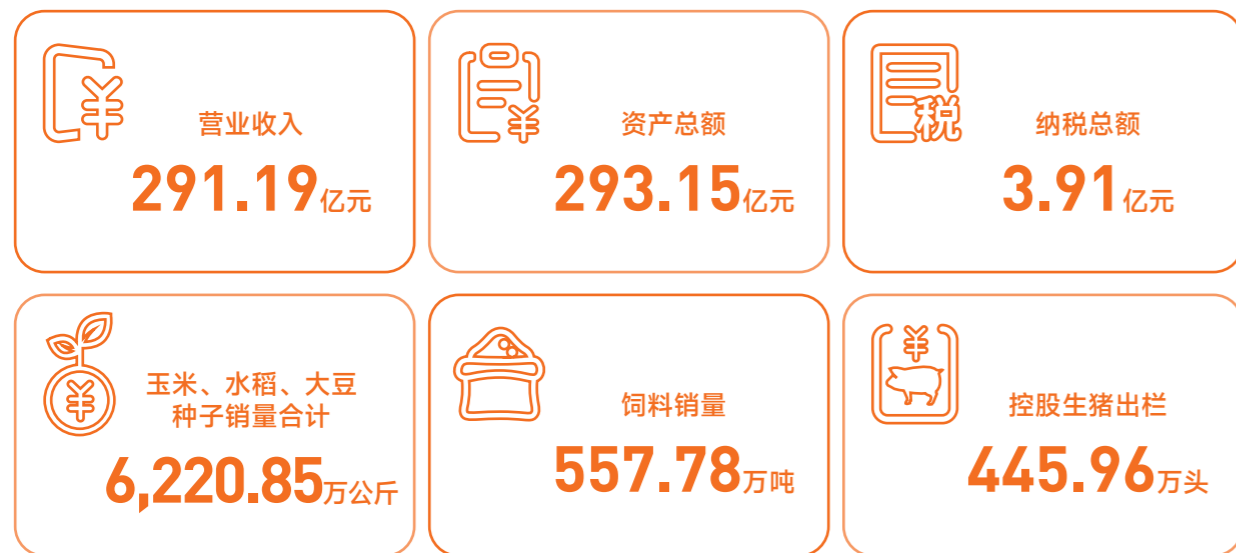 营业收入
291.19亿元
资产总额
293.15亿元
税
纳税总额
3.91亿元
玉米、水稻、大豆
种子销量合计
6,220.85万公斤
饲料销量
557.78万吨
控股生猪出栏
445.96万头